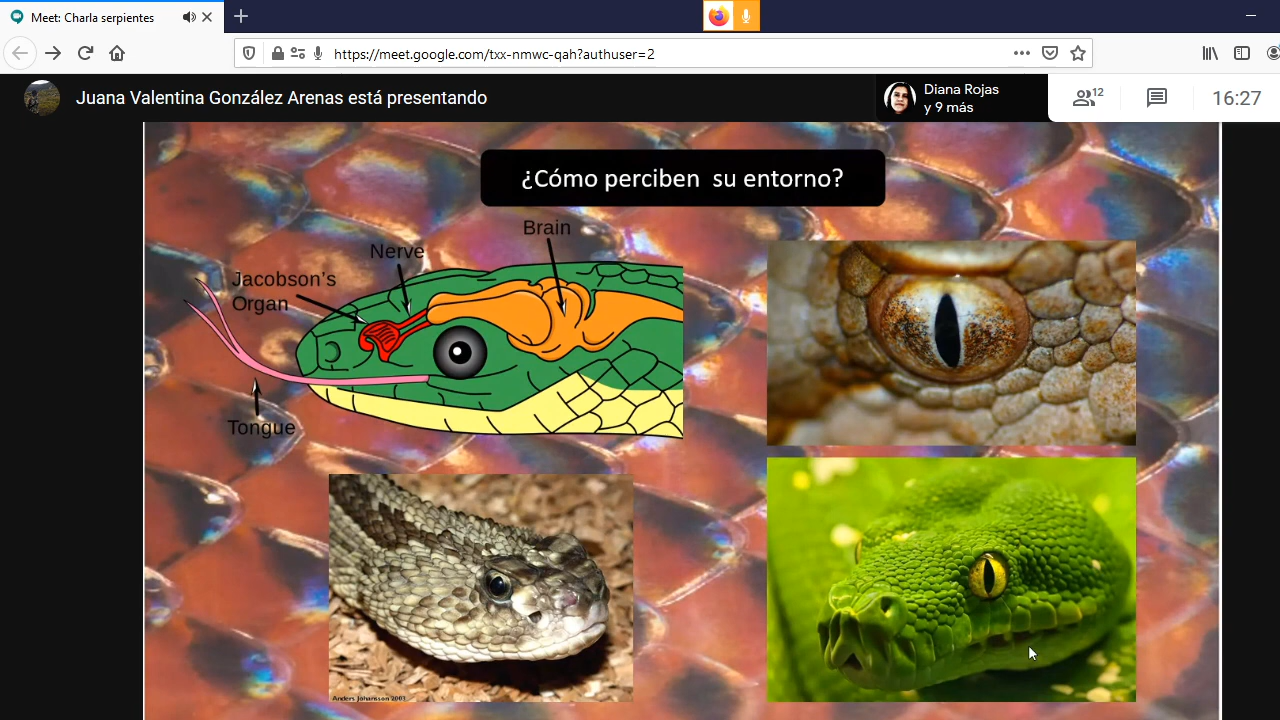 Meet: Charla serpientes
https://meet.google.com/txx-nmwc-qah?authuser=2
Juana Valentina González Arenas está presentando
Diana Rojas
y 9 más
12
16:27
¿Cómo perciben su entorno?
Brain
Nerve
Jacobson's
Organ
Tongue
Anders Johansson 2003